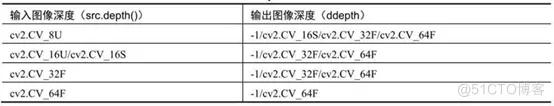 输入图像深度（src.depth()） 输出图像深度（ddepth）
cv2.CV_8U -1/cv2.CV_16S/cv2.CV_32F/cv2.CV_64F
cv2.CV_16U/cv2.CV_16S -1/cv2.CV_32F/cv2.CV_64F
cv2.CV_32F -1/cv2.CV_32F/cv2.CV_64F
cv2.CV_64F -1/cv2.CV_64F
@51CTO博客